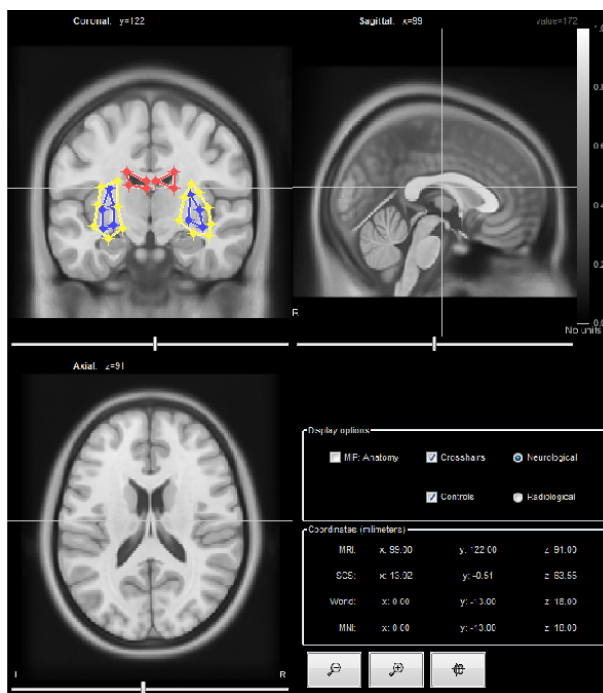 Coronal: y=122
Sagittal: x=99
value=172
R
No units
Axial: z=91
Display options
MIP: Anatomy
Crosshairs
Neurological
Controls
Radiological
Coordinates (millimeters)
MRI: x: 99.00 y: 122.00 z: 91.00
SCS: x: 13.02 y: -0.51 z: 63.55
World: x: 0.00 y: -13.00 z: 18.00
MNI: x: 0.00 y: -13.00 z: 18.00
R